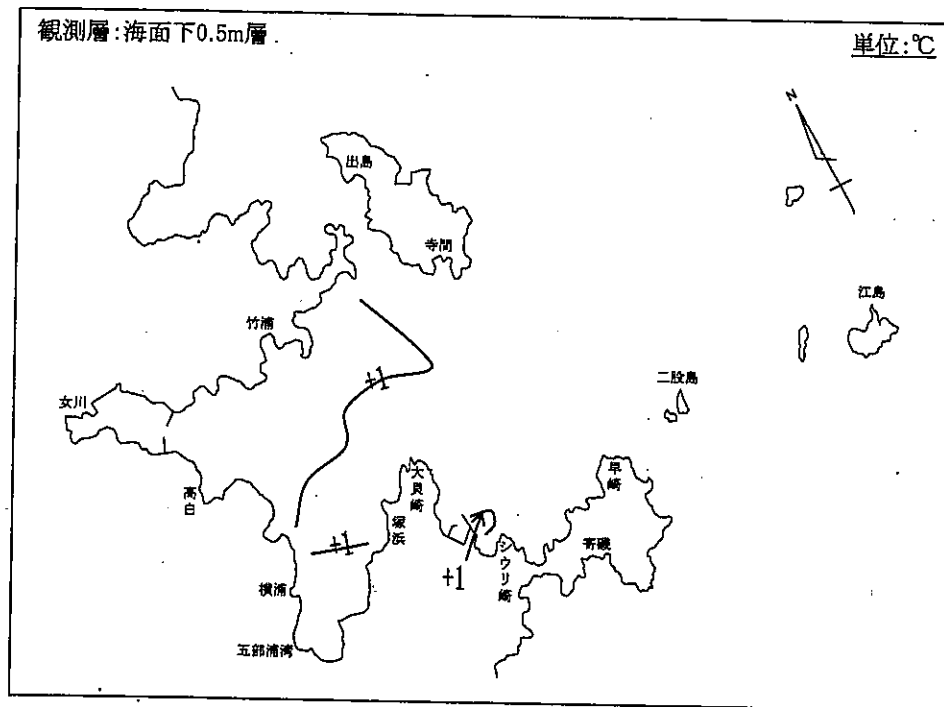 観測層:海面下0.5m層
単位:℃
N
出島
寺間
江島
竹浦
二股島
女川
+1
大貝崎
早崎
高白
塚浜
寄磯
+1
シウリ崎
+1
横浦
五部浦湾